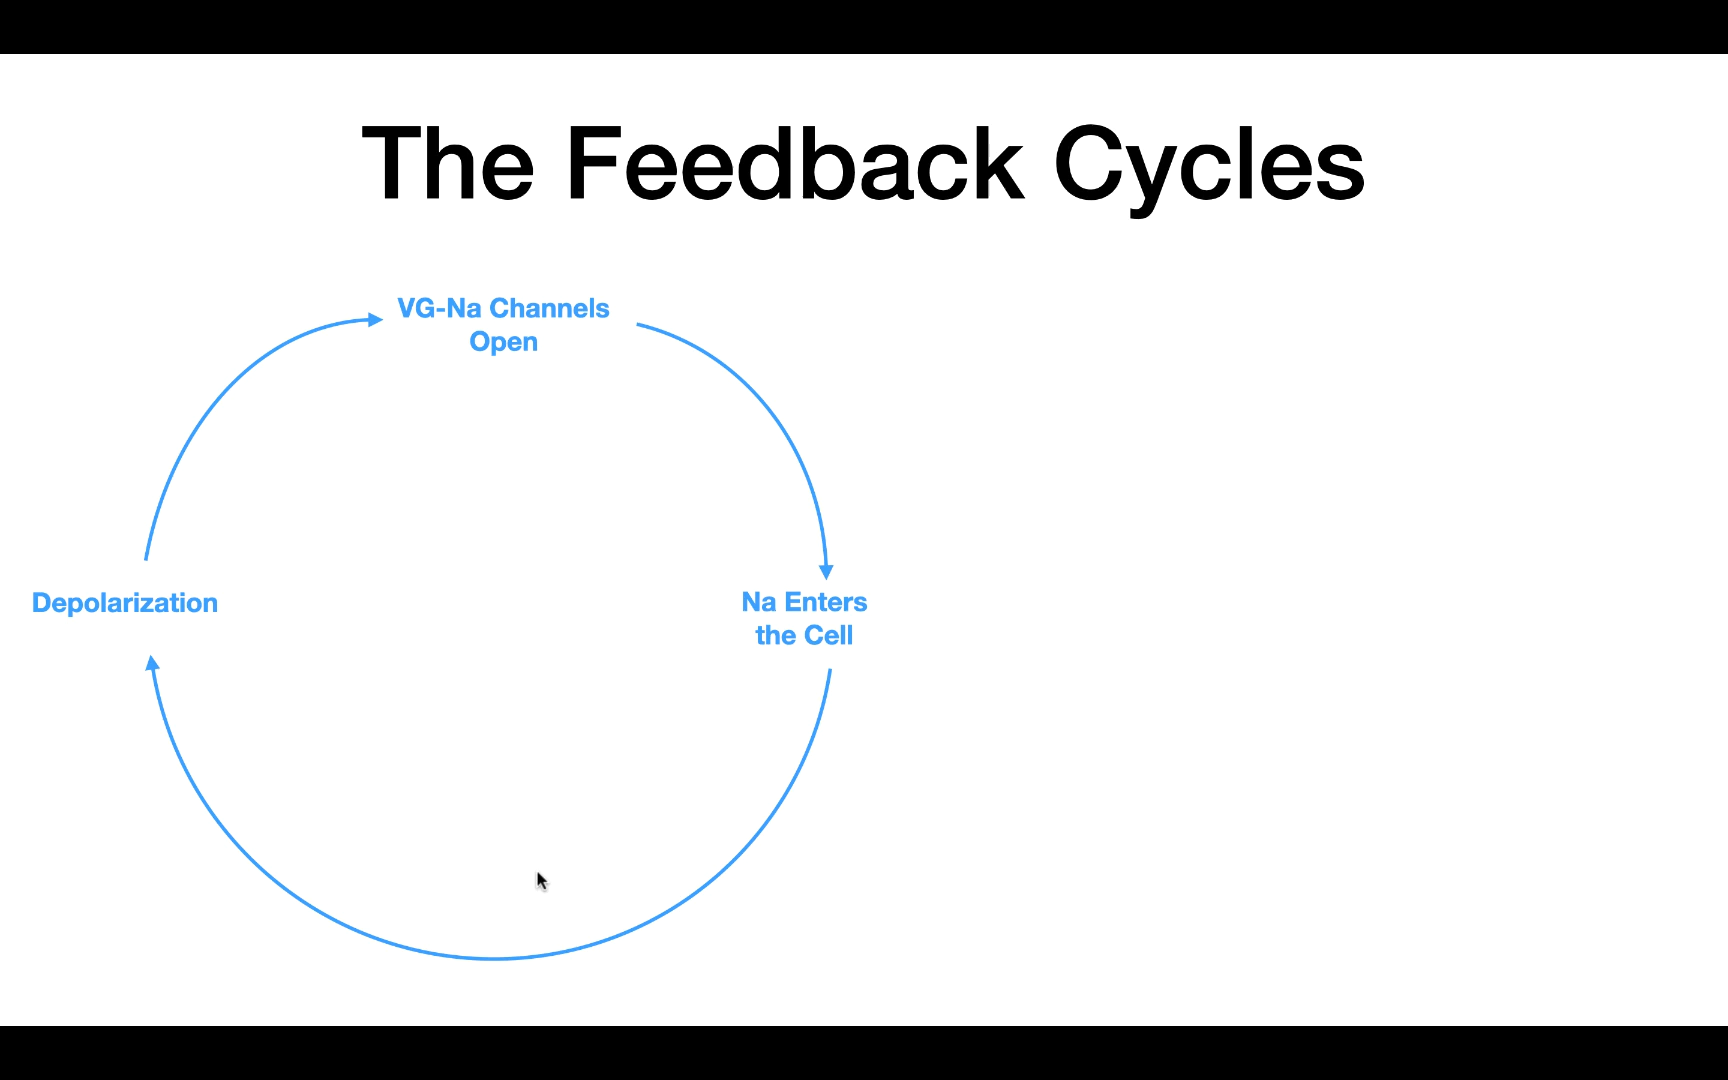 The Feedback Cycles
VG-Na Channels
Open
Depolarization
Na Enters
the Cell